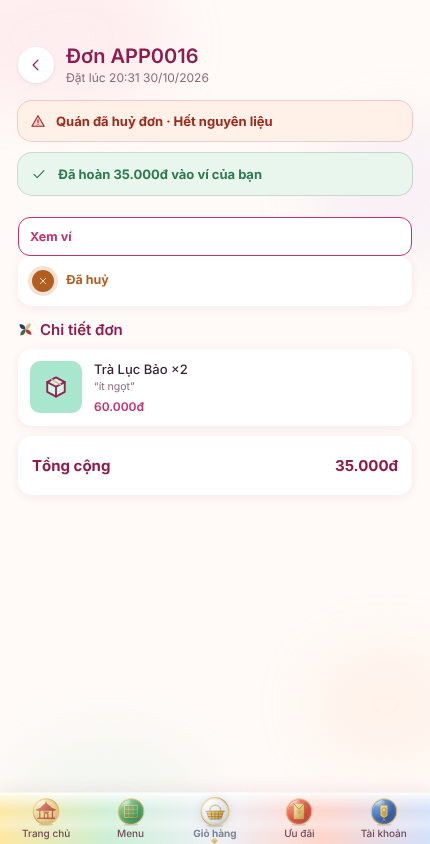 Đơn APP0016
Đặt lúc 20:31 30/10/2026
Quán đã huỷ đơn · Hết nguyên liệu
Đã hoàn 35.000đ vào ví của bạn
Xem ví
Đã huỷ
Chi tiết đơn
Trà Lục Bảo ×2
“ít ngọt”
60.000đ
Tổng cộng 35.000đ
Trang chủ Menu Giỏ hàng Ưu đãi Tài khoản